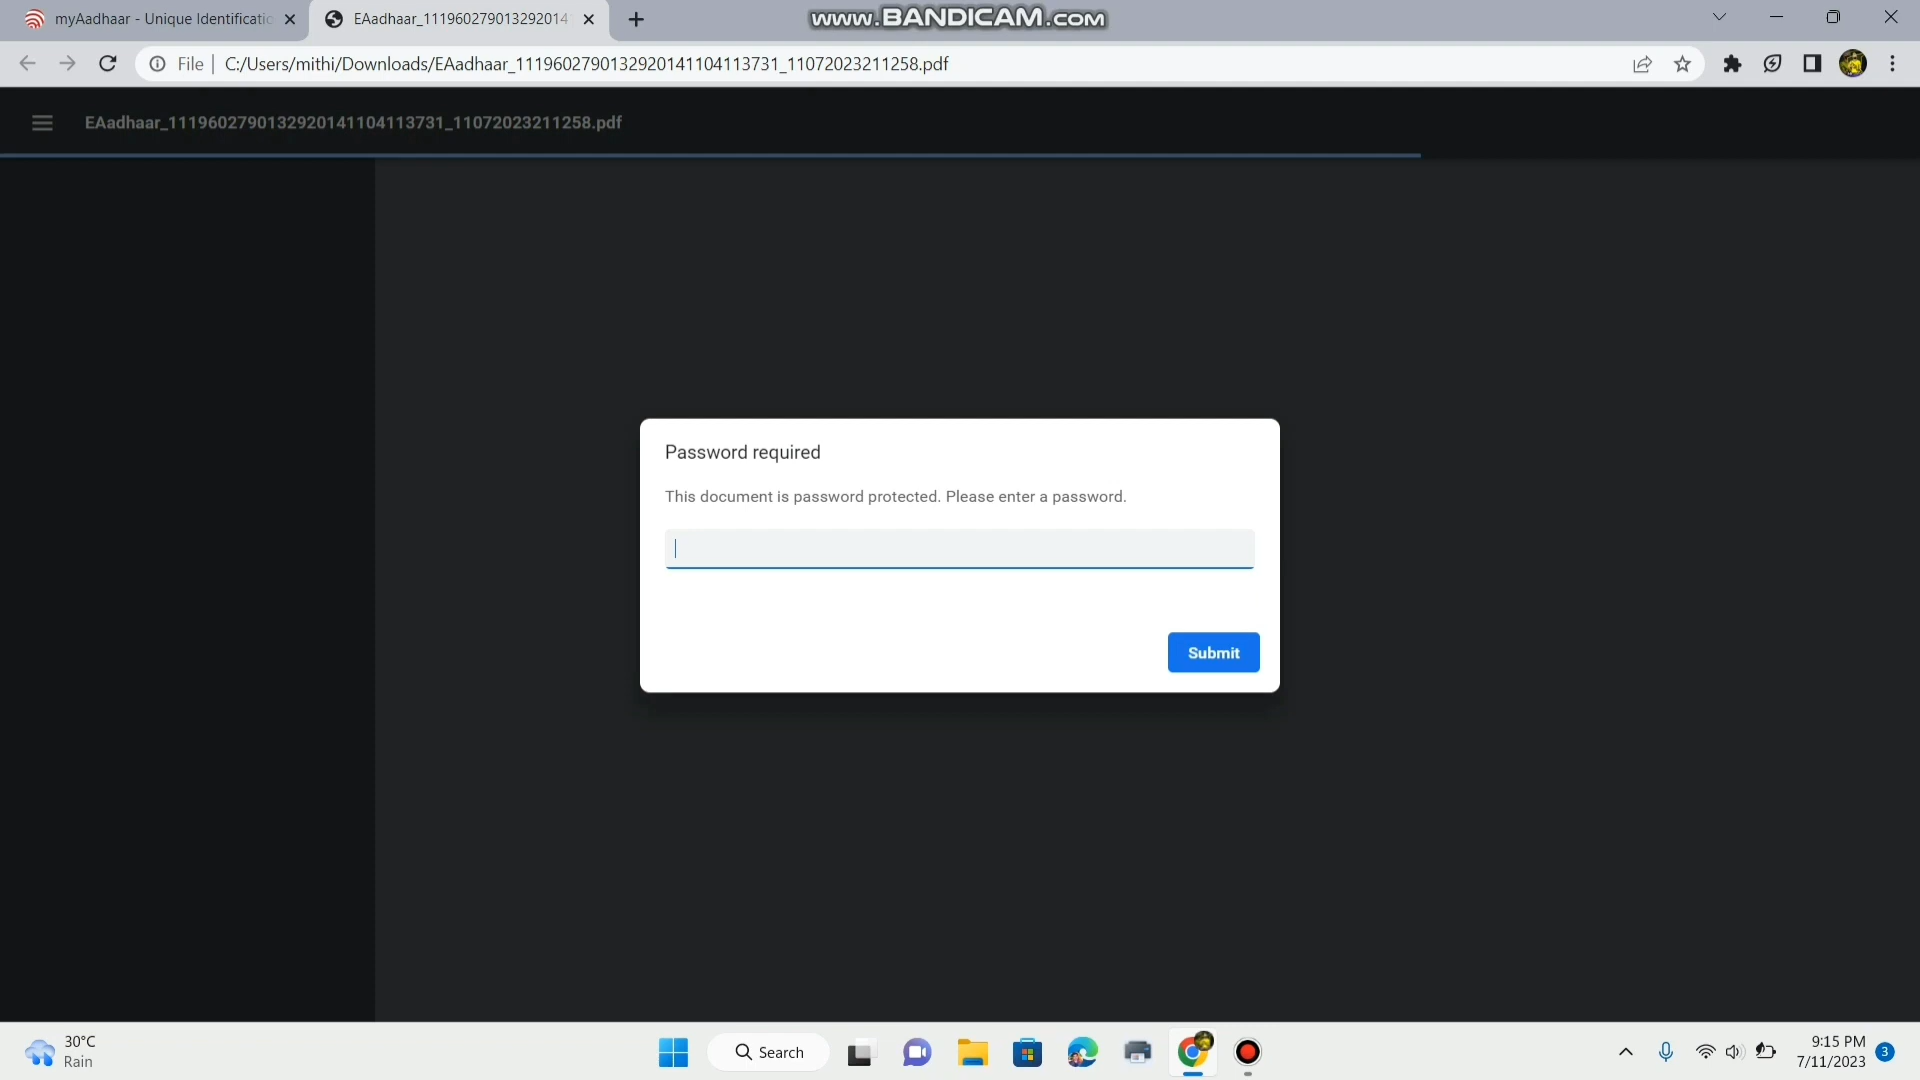 myAadhaar - Unique Identificatio
EAadhaar_111960279013292014
www.BANDICAM.com
File
C:/Users/mithi/Downloads/EAadhaar_1119602790132920141104113731_11072023211258.pdf
EAadhaar_1119602790132920141104113731_11072023211258.pdf
Password required
This document is password protected. Please enter a password.
Submit
30°C
Rain
Search
9:15 PM
7/11/2023
3